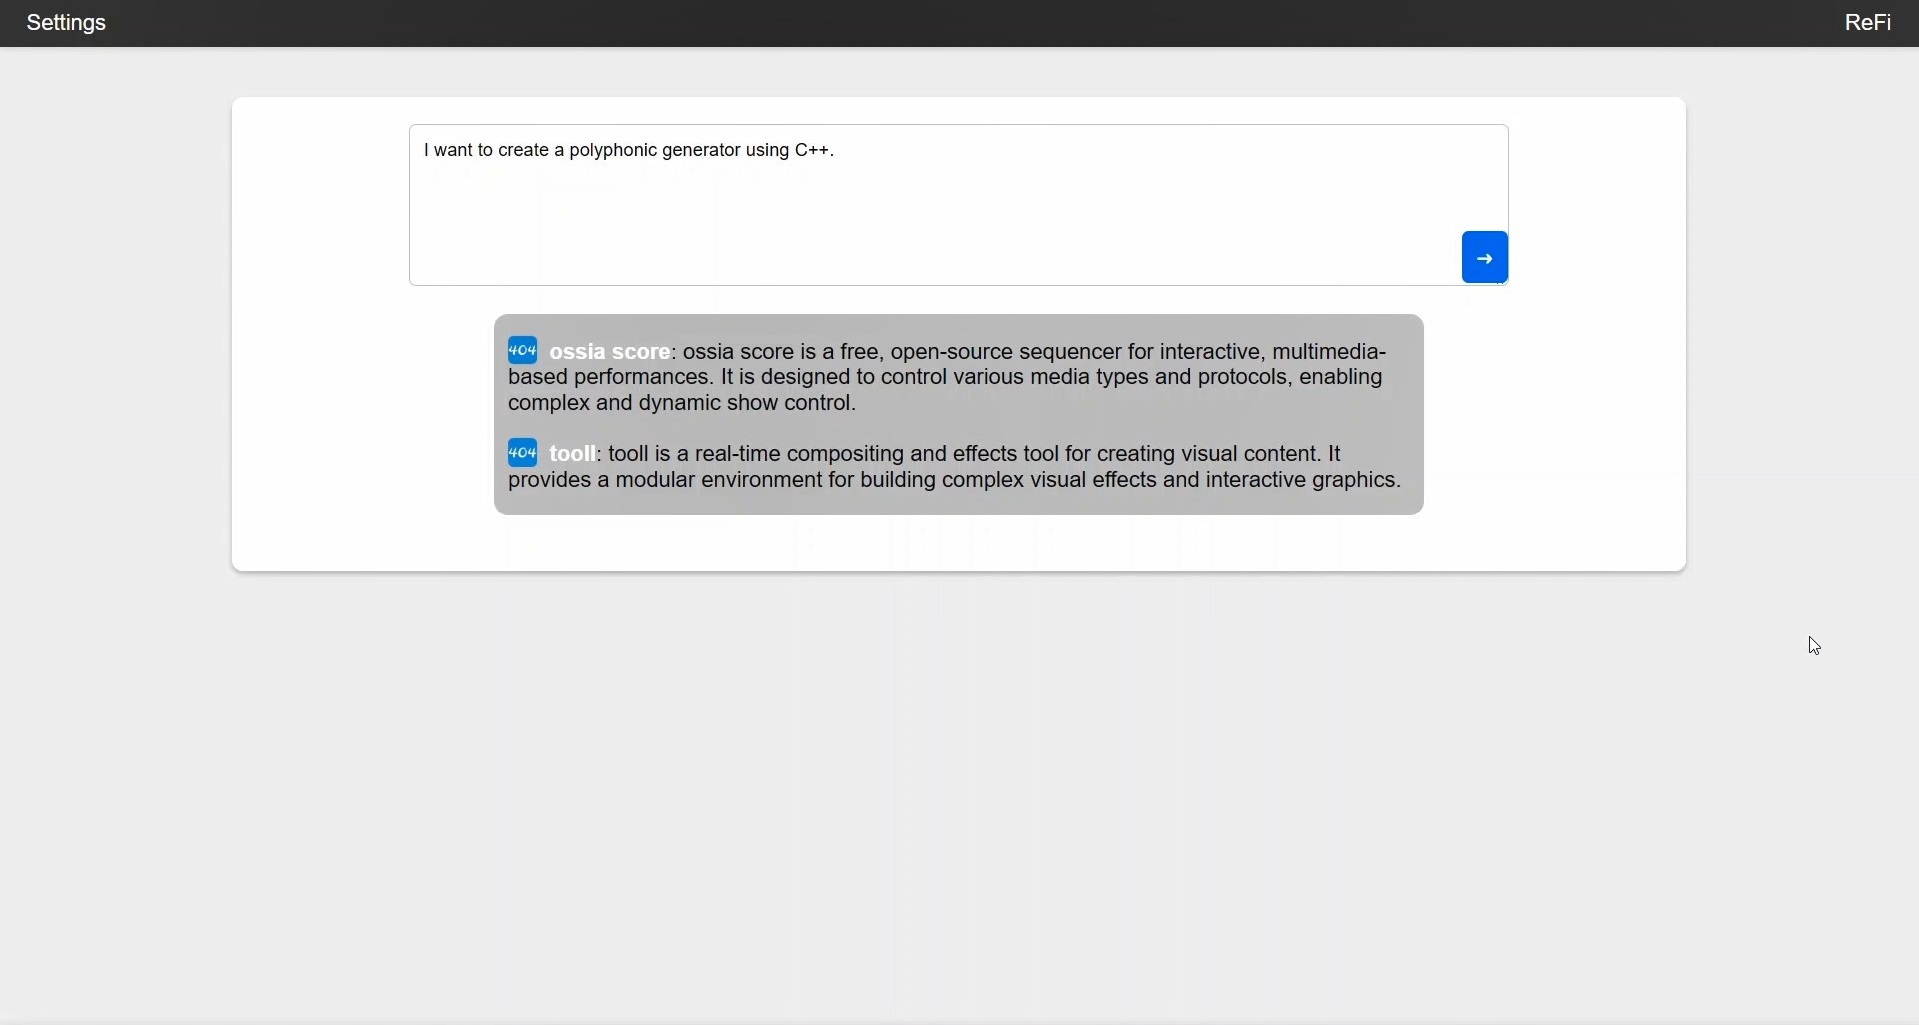 Settings
ReFi
I want to create a polyphonic generator using C++.
→
404 ossia score: ossia score is a free, open-source sequencer for interactive, multimedia-
based performances. It is designed to control various media types and protocols, enabling
complex and dynamic show control.
404 tooll: tooll is a real-time compositing and effects tool for creating visual content. It
provides a modular environment for building complex visual effects and interactive graphics.